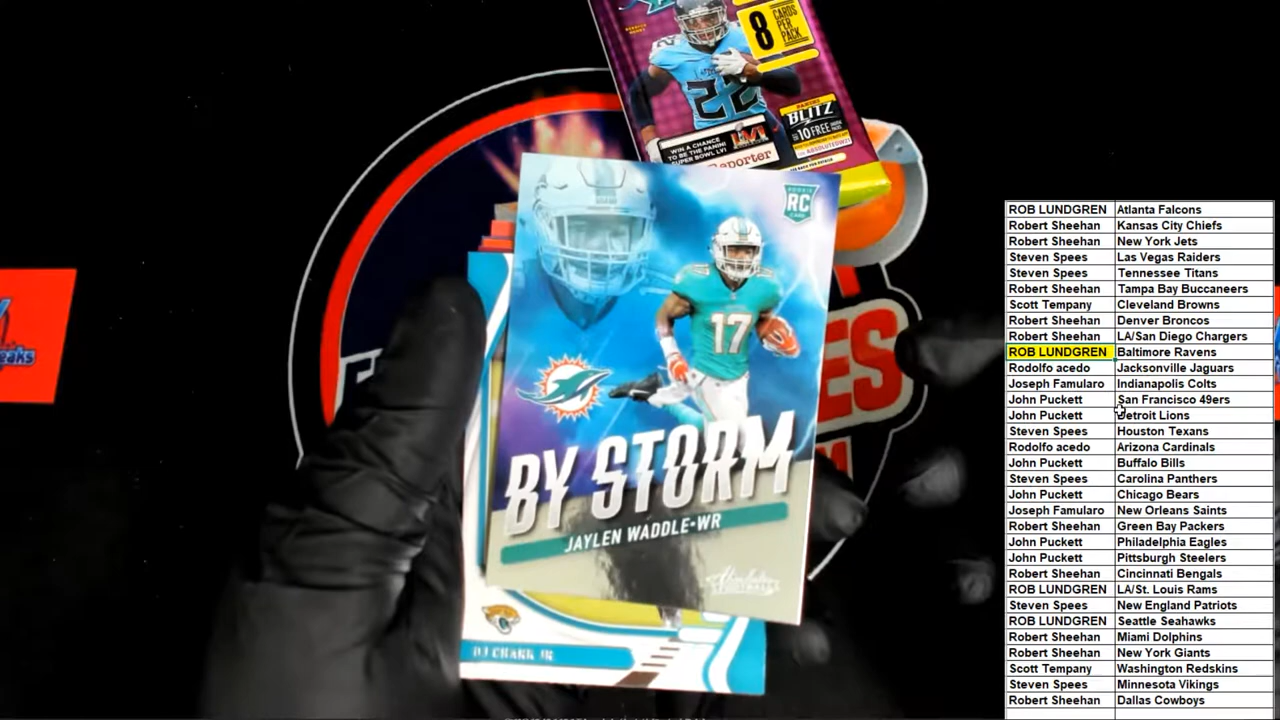 8
CARDS
PER
PACK
22
PANINI
BLITZ
10 FREE
WIN A CHANCE
TO BE THE PANINI
SUPER BOWL LVI
Reporter
LVI
ROOKIE
RC
CARD
17
BY STORM
JAYLEN WADDLE-WR
Absolute
FOOTBALL
DJ CHARK JR
eaks
ES
ROB LUNDGREN Atlanta Falcons
Robert Sheehan Kansas City Chiefs
Robert Sheehan New York Jets
Steven Spees Las Vegas Raiders
Steven Spees Tennessee Titans
Robert Sheehan Tampa Bay Buccaneers
Scott Tempany Cleveland Browns
Robert Sheehan Denver Broncos
Robert Sheehan LA/San Diego Chargers
ROB LUNDGREN Baltimore Ravens
Rodolfo acedo Jacksonville Jaguars
Joseph Famularo Indianapolis Colts
John Puckett San Francisco 49ers
John Puckett Detroit Lions
Steven Spees Houston Texans
Rodolfo acedo Arizona Cardinals
John Puckett Buffalo Bills
Steven Spees Carolina Panthers
John Puckett Chicago Bears
Joseph Famularo New Orleans Saints
Robert Sheehan Green Bay Packers
John Puckett Philadelphia Eagles
John Puckett Pittsburgh Steelers
Robert Sheehan Cincinnati Bengals
ROB LUNDGREN LA/St. Louis Rams
Steven Spees New England Patriots
ROB LUNDGREN Seattle Seahawks
Robert Sheehan Miami Dolphins
Robert Sheehan New York Giants
Scott Tempany Washington Redskins
Steven Spees Minnesota Vikings
Robert Sheehan Dallas Cowboys